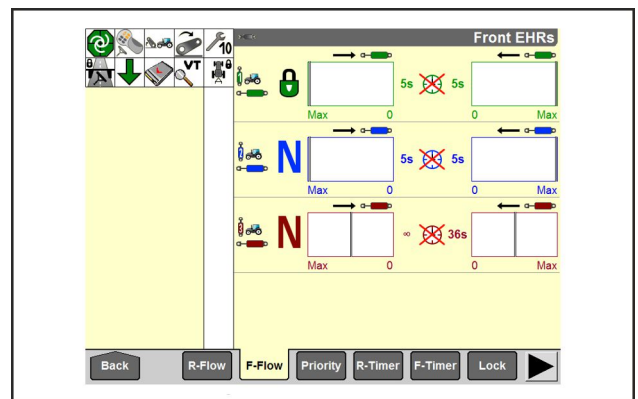 Front EHRs
10
VT
5s 5s
Max 0 0 Max
N
5s 5s
Max 0 0 Max
N
∞ 36s
Max 0 0 Max
Back R-Flow F-Flow Priority R-Timer F-Timer Lock